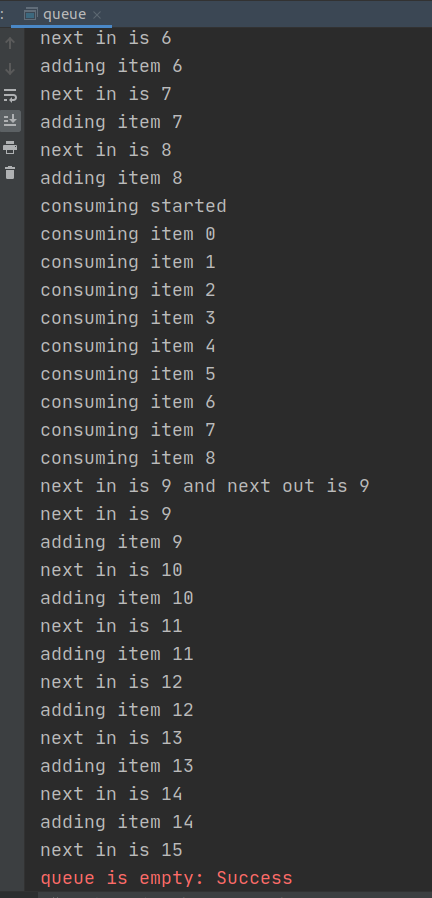 : queue ×
next in is 6
adding item 6
next in is 7
adding item 7
next in is 8
adding item 8
consuming started
consuming item 0
consuming item 1
consuming item 2
consuming item 3
consuming item 4
consuming item 5
consuming item 6
consuming item 7
consuming item 8
next in is 9 and next out is 9
next in is 9
adding item 9
next in is 10
adding item 10
next in is 11
adding item 11
next in is 12
adding item 12
next in is 13
adding item 13
next in is 14
adding item 14
next in is 15
queue is empty: Success